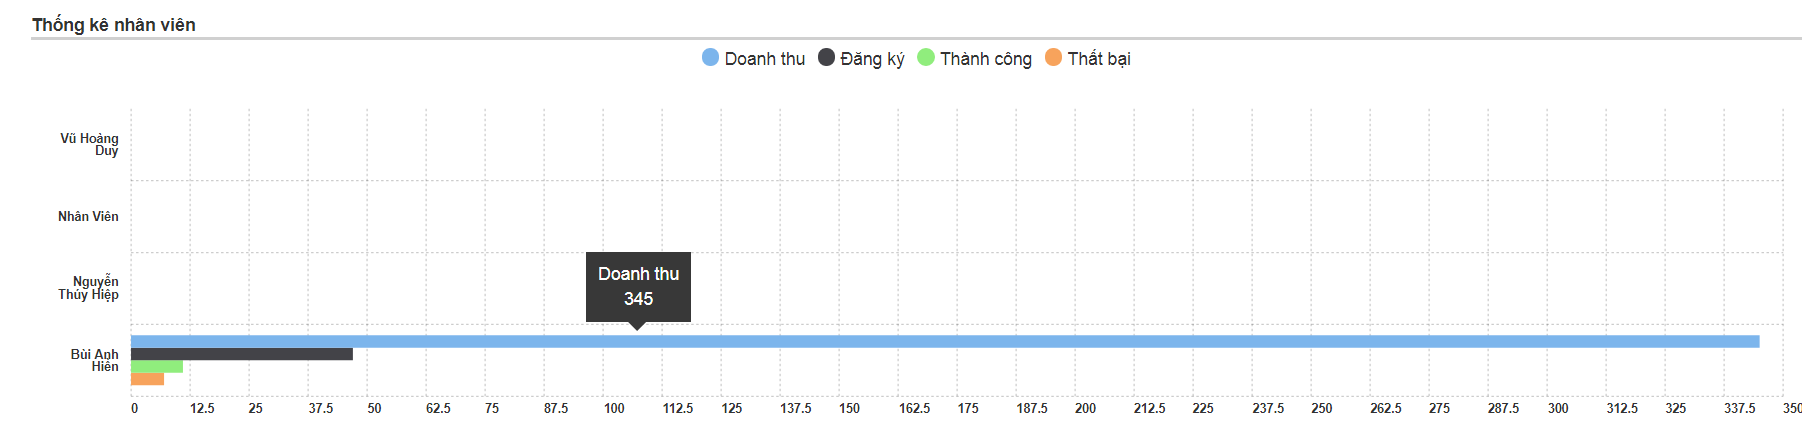 Thống kê nhân viên
Doanh thu Đăng ký Thành công Thất bại
Vũ Hoàng
Duy
Nhân Viên
Nguyễn
Thúy Hiệp
Doanh thu
345
Bùi Anh
Hiên
0 12.5 25 37.5 50 62.5 75 87.5 100 112.5 125 137.5 150 162.5 175 187.5 200 212.5 225 237.5 250 262.5 275 287.5 300 312.5 325 337.5 350